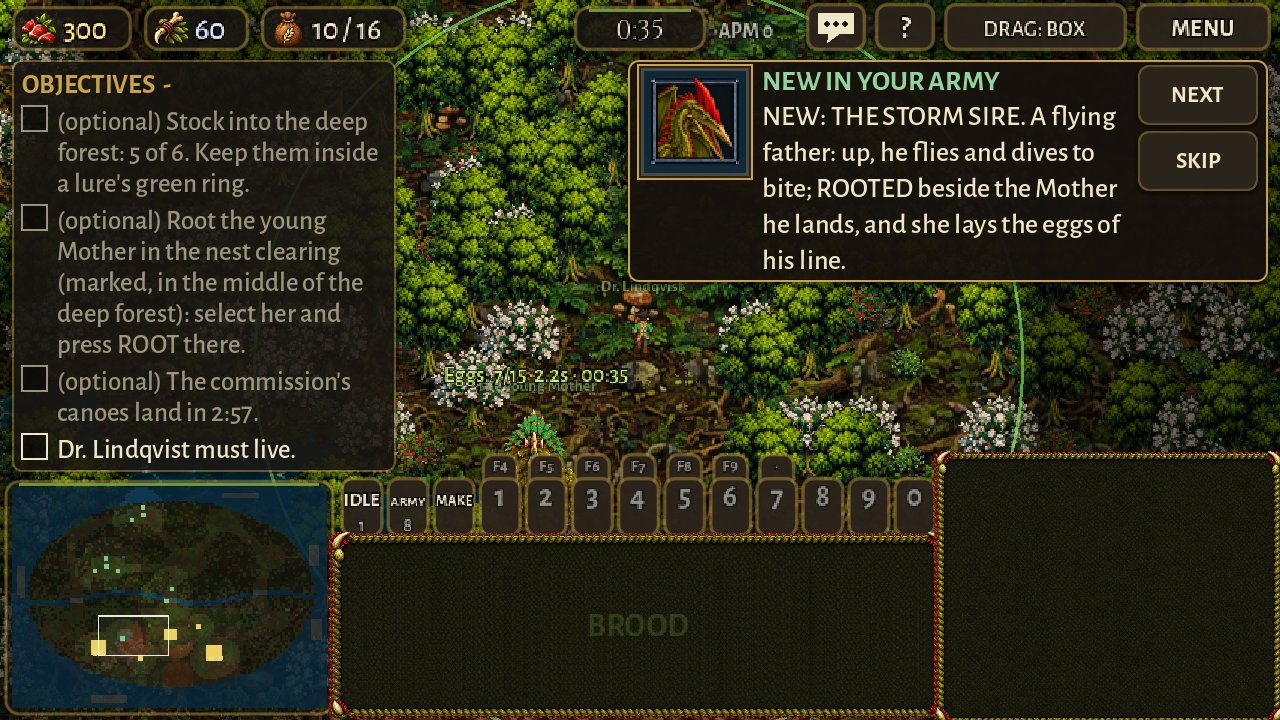 300
60
10/16
0:35
APM 0
?
DRAG: BOX
MENU
OBJECTIVES -
(optional) Stock into the deep
forest: 5 of 6. Keep them inside
a lure's green ring.
(optional) Root the young
Mother in the nest clearing
(marked, in the middle of the
deep forest): select her and
press ROOT there.
(optional) The commission's
canoes land in 2:57.
Dr. Lindqvist must live.
NEW IN YOUR ARMY
NEW: THE STORM SIRE. A flying
father: up, he flies and dives to
bite; ROOTED beside the Mother
he lands, and she lays the eggs of
his line.
NEXT
SKIP
Dr. Lindqvist
Eggs 7/15 2.2s · 00:35
Young Mother
F4 F5 F6 F7 F8 F9
IDLE 1
ARMY 8
MAKE
1 2 3 4 5 6 7 8 9 0
BROOD